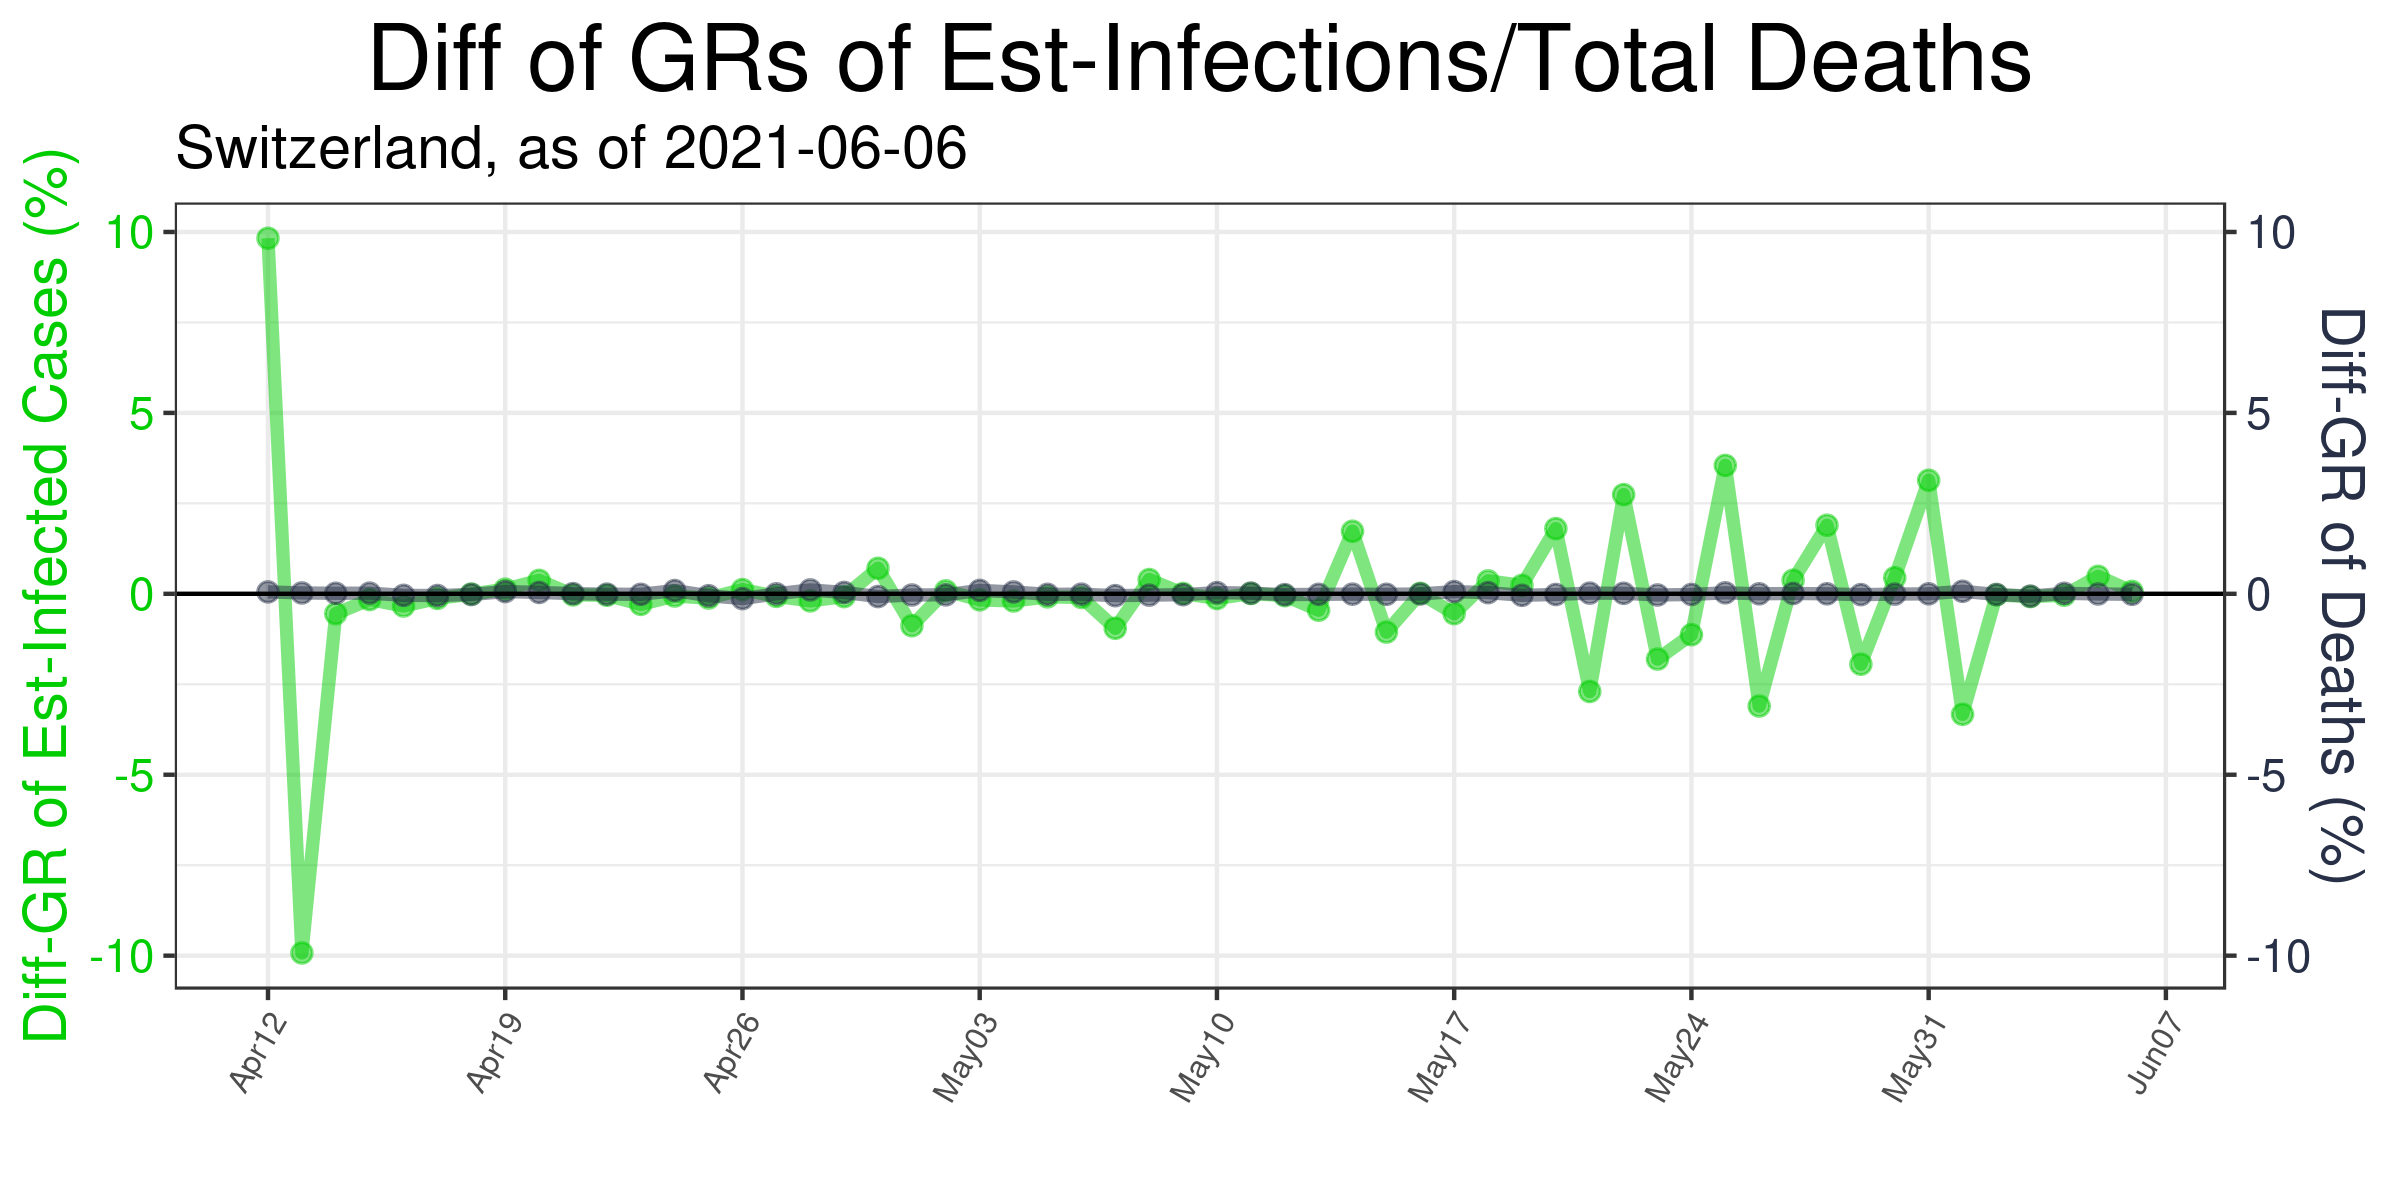 Diff of GRs of Est-Infections/Total Deaths
Switzerland, as of 2021-06-06
Diff-GR of Est-Infected Cases (%)
10
5
0
-5
-10
10
5
0
-5
-10
Diff-GR of Deaths (%)
Apr12
Apr19
Apr26
May03
May10
May17
May24
May31
Jun07